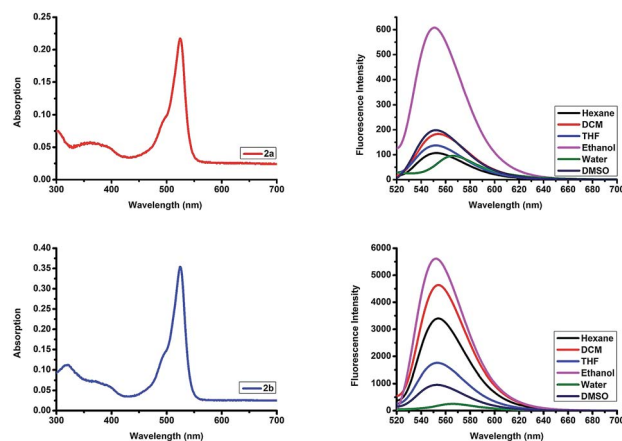 0.25
0.20
0.15
0.10
0.05
0.00
Absorption
2a
300 400 500 600 700
Wavelength (nm)
600
500
400
300
200
100
0
Fluorescence Intensity
Hexane
DCM
THF
Ethanol
Water
DMSO
520 540 560 580 600 620 640 660 680 700
Wavelength (nm)
0.40
0.35
0.30
0.25
0.20
0.15
0.10
0.05
0.00
Absorption
2b
300 400 500 600 700
Wavelength (nm)
6000
5000
4000
3000
2000
1000
0
Fluorescence Intensity
Hexane
DCM
THF
Ethanol
Water
DMSO
520 540 560 580 600 620 640 660 680 700
Wavelength (nm)